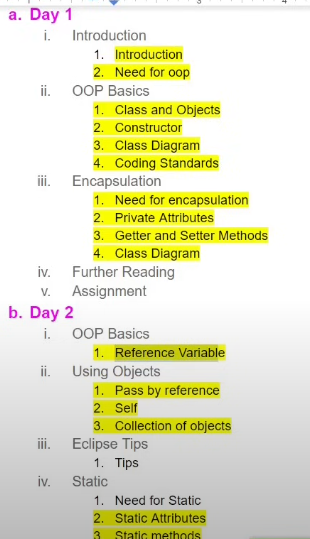 a. Day 1
i. Introduction
1. Introduction
2. Need for oop
ii. OOP Basics
1. Class and Objects
2. Constructor
3. Class Diagram
4. Coding Standards
iii. Encapsulation
1. Need for encapsulation
2. Private Attributes
3. Getter and Setter Methods
4. Class Diagram
iv. Further Reading
v. Assignment
b. Day 2
i. OOP Basics
1. Reference Variable
ii. Using Objects
1. Pass by reference
2. Self
3. Collection of objects
iii. Eclipse Tips
1. Tips
iv. Static
1. Need for Static
2. Static Attributes
3. Static methods